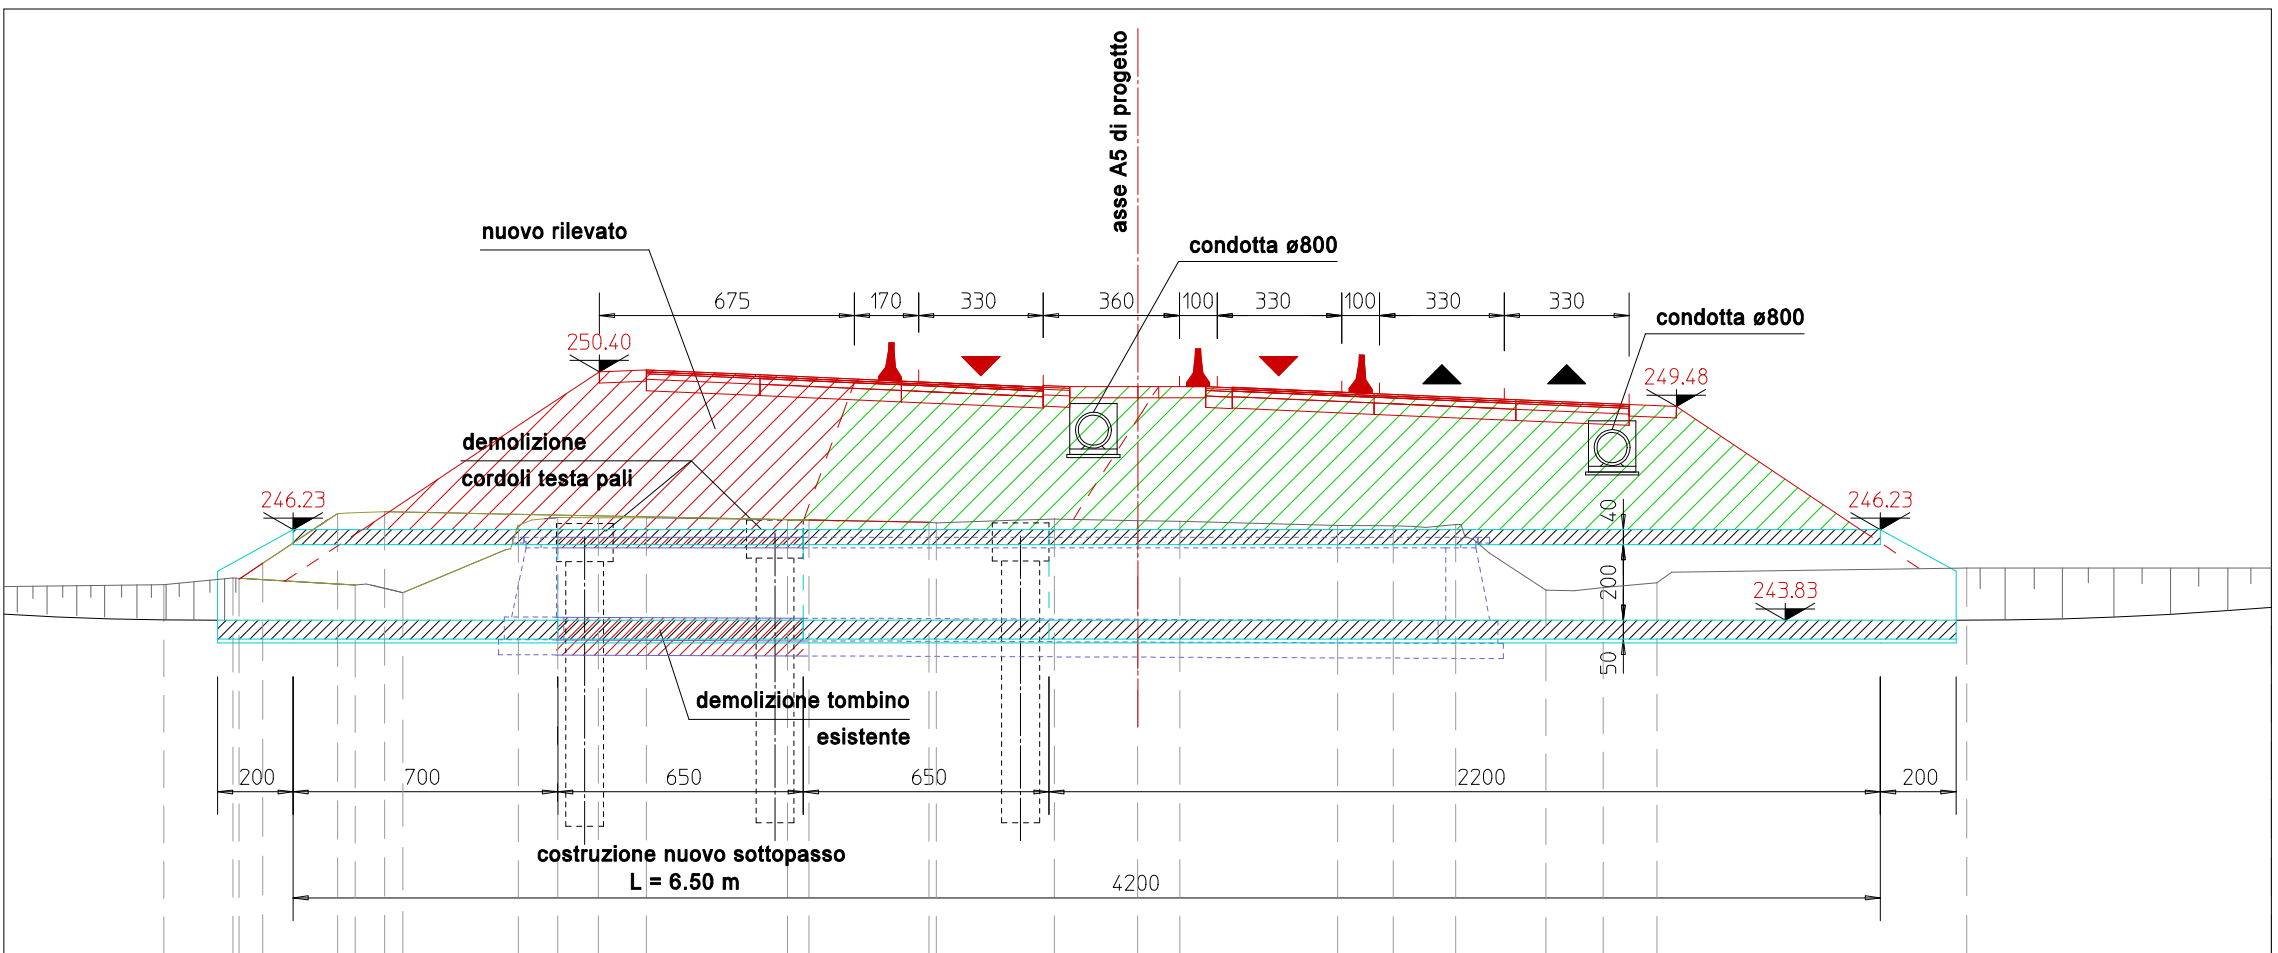 asse A5 di progetto
nuovo rilevato
condotta ø800
675 170 330 360 100 330 100 330 330
condotta ø800
250.40
249.48
demolizione
cordoli testa pali
246.23
246.23
40
200
243.83
50
demolizione tombino
esistente
200 700 650 650 2200 200
costruzione nuovo sottopasso
L = 6.50 m
4200